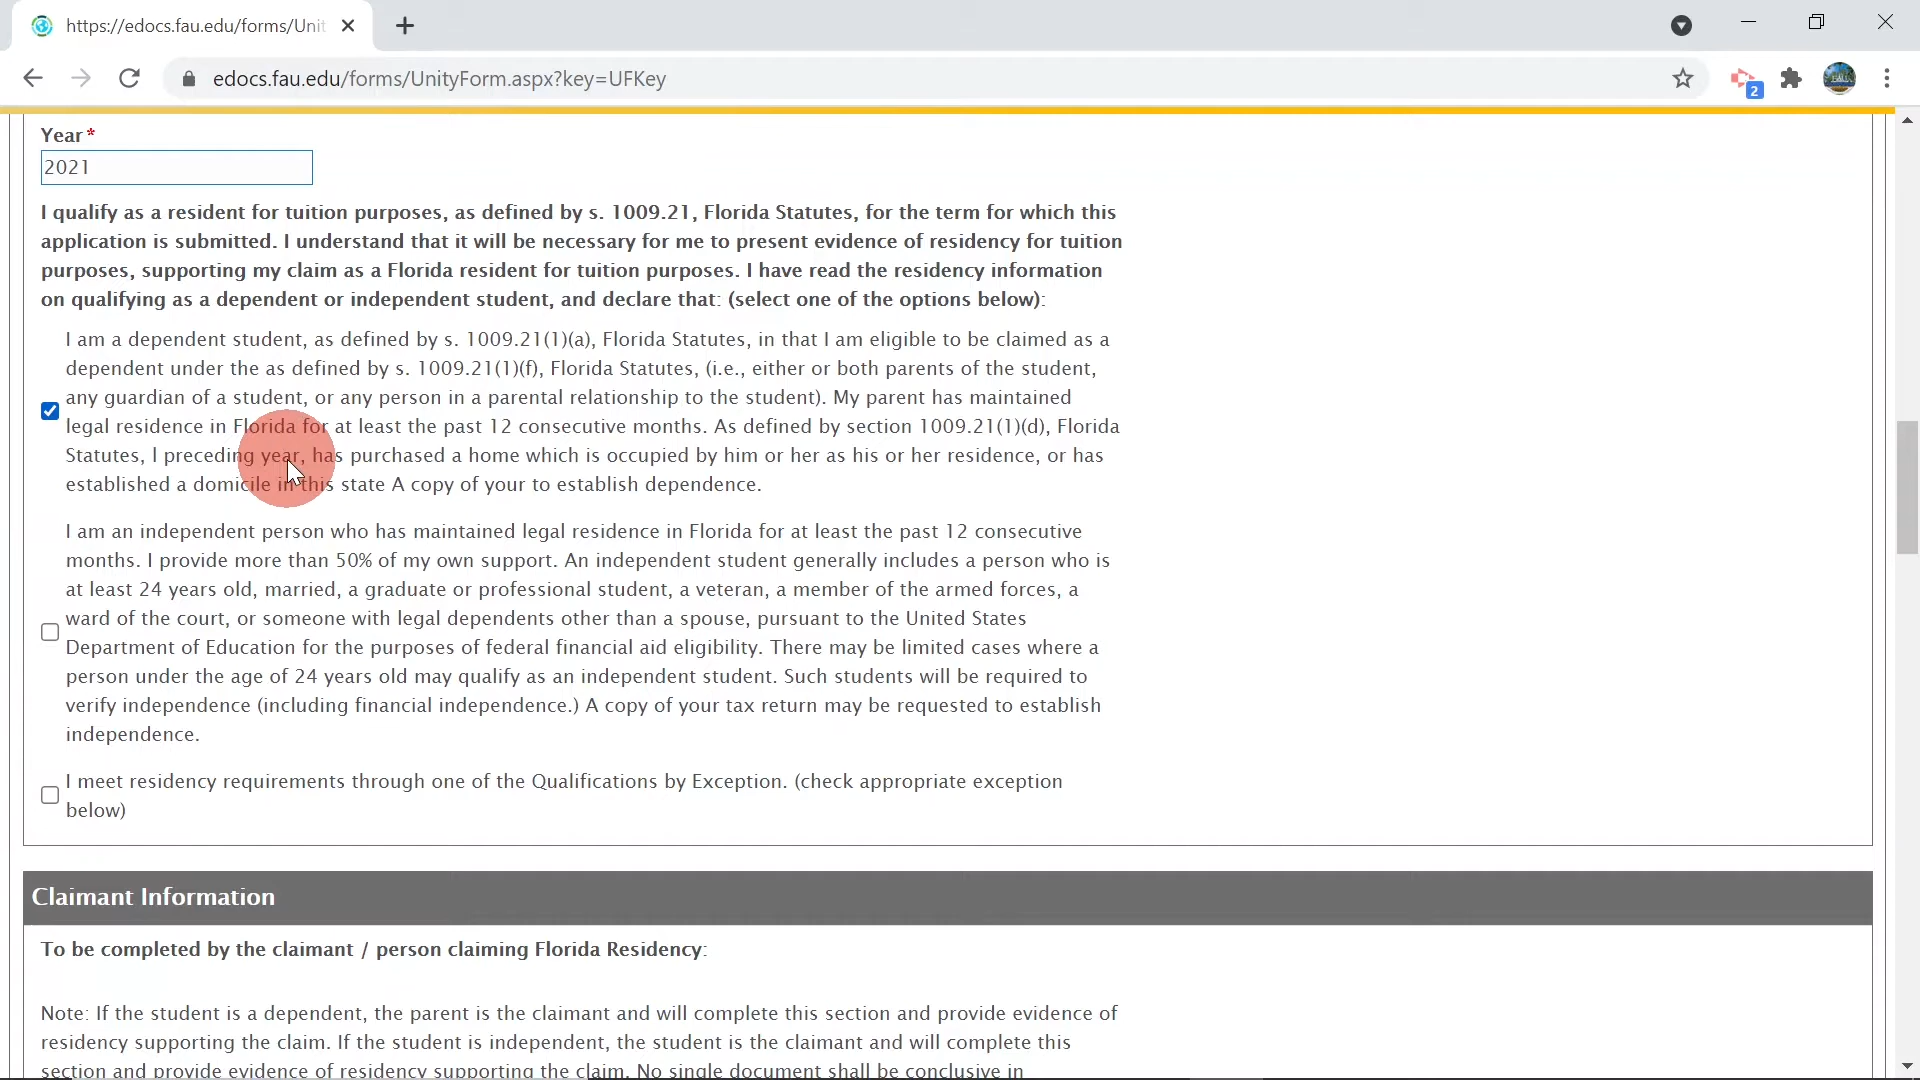 https://edocs.fau.edu/forms/Unit
edocs.fau.edu/forms/UnityForm.aspx?key=UFKey
2
Year*
2021
I qualify as a resident for tuition purposes, as defined by s. 1009.21, Florida Statutes, for the term for which this
application is submitted. I understand that it will be necessary for me to present evidence of residency for tuition
purposes, supporting my claim as a Florida resident for tuition purposes. I have read the residency information
on qualifying as a dependent or independent student, and declare that: (select one of the options below):
I am a dependent student, as defined by s. 1009.21(1)(a), Florida Statutes, in that I am eligible to be claimed as a
dependent under the as defined by s. 1009.21(1)(f), Florida Statutes, (i.e., either or both parents of the student,
any guardian of a student, or any person in a parental relationship to the student). My parent has maintained
legal residence in Florida for at least the past 12 consecutive months. As defined by section 1009.21(1)(d), Florida
Statutes, I preceding year, has purchased a home which is occupied by him or her as his or her residence, or has
established a domicile in this state A copy of your to establish dependence.
I am an independent person who has maintained legal residence in Florida for at least the past 12 consecutive
months. I provide more than 50% of my own support. An independent student generally includes a person who is
at least 24 years old, married, a graduate or professional student, a veteran, a member of the armed forces, a
ward of the court, or someone with legal dependents other than a spouse, pursuant to the United States
Department of Education for the purposes of federal financial aid eligibility. There may be limited cases where a
person under the age of 24 years old may qualify as an independent student. Such students will be required to
verify independence (including financial independence.) A copy of your tax return may be requested to establish
independence.
I meet residency requirements through one of the Qualifications by Exception. (check appropriate exception
below)
Claimant Information
To be completed by the claimant / person claiming Florida Residency:
Note: If the student is a dependent, the parent is the claimant and will complete this section and provide evidence of
residency supporting the claim. If the student is independent, the student is the claimant and will complete this
section and provide evidence of residency supporting the claim. No single document shall be conclusive in